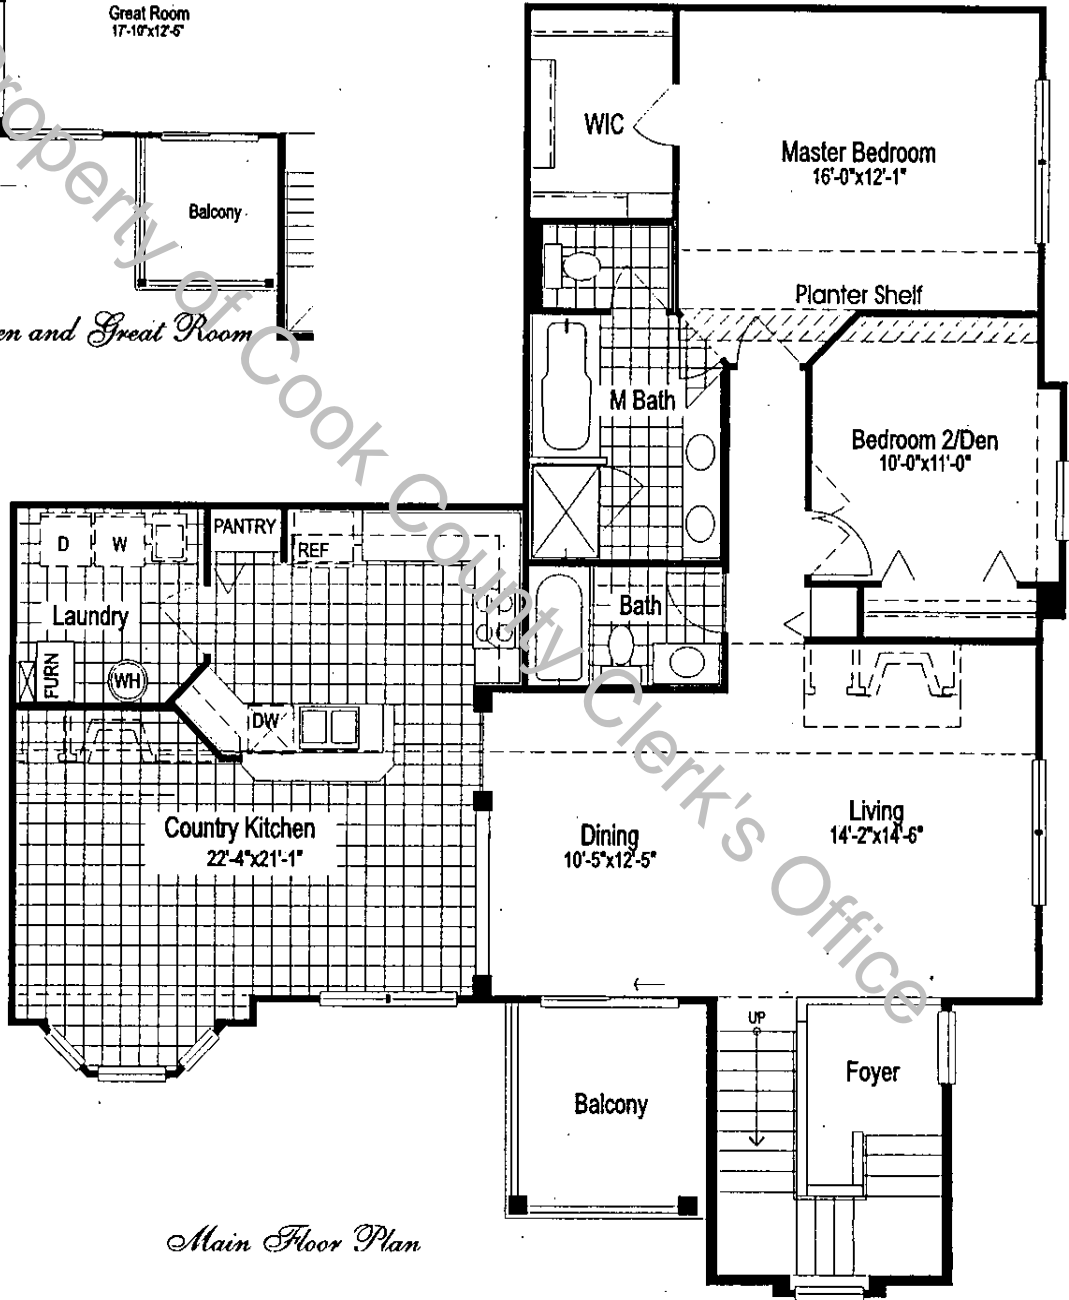 Great Room
17'-10"x12'-5"
Balcony
en and Great Room
WIC
Master Bedroom
16'-0"x12'-1"
Planter Shelf
M Bath
Bedroom 2/Den
10'-0"x11'-0"
D
W
PANTRY
REF
Laundry
Bath
FURN
WH
DW
Country Kitchen
22'-4"x21'-1"
Dining
10'-5"x12'-5"
Living
14'-2"x14'-6"
UP
Foyer
Balcony
Main Floor Plan
Property of Cook County Clerk's Office